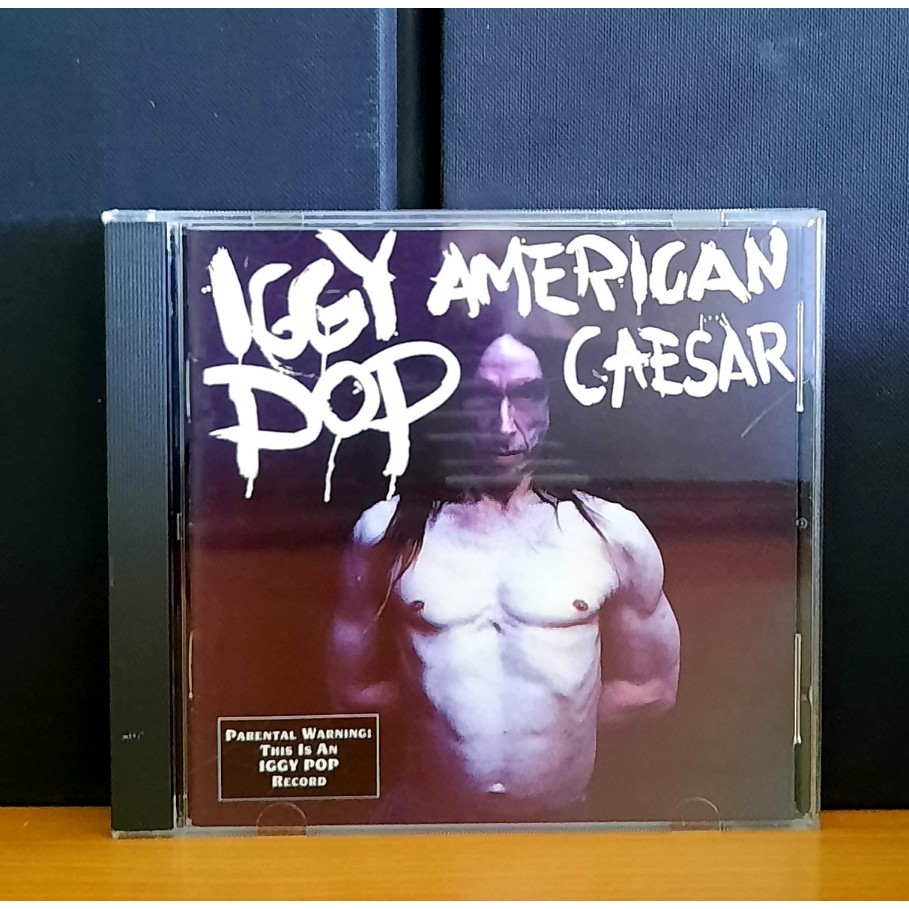 IGGY POP
AMERICAN CAESAR
PARENTAL WARNING:
THIS IS AN
IGGY POP
RECORD